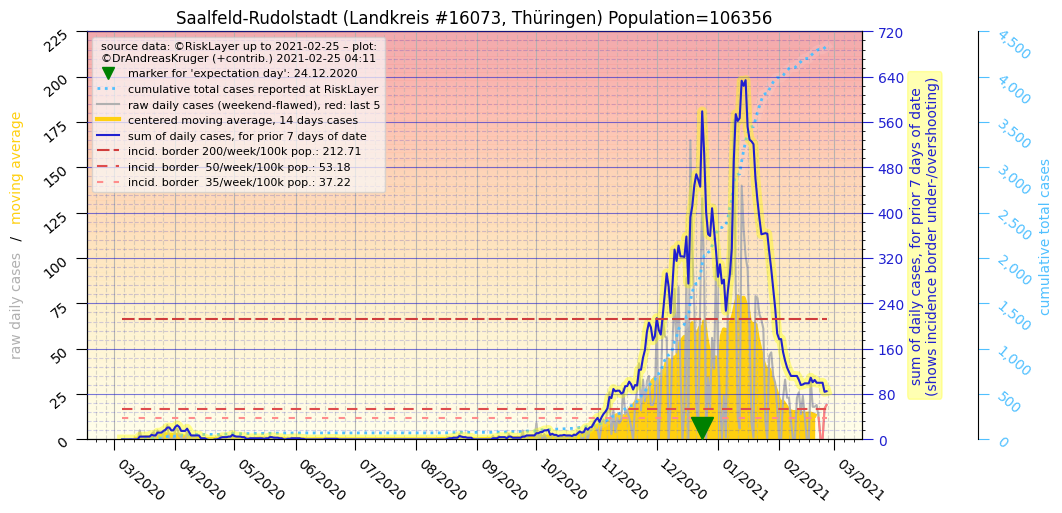 Saalfeld-Rudolstadt (Landkreis #16073, Thüringen) Population=106356
source data: ©RiskLayer up to 2021-02-25 – plot:
©DrAndreasKruger (+contrib.) 2021-02-25 04:11
marker for 'expectation day': 24.12.2020
cumulative total cases reported at RiskLayer
raw daily cases (weekend-flawed), red: last 5
centered moving average, 14 days cases
sum of daily cases, for prior 7 days of date
incid. border 200/week/100k pop.: 212.71
incid. border  50/week/100k pop.: 53.18
incid. border  35/week/100k pop.: 37.22
raw daily cases / moving average
225
200
175
150
125
100
75
50
25
0
03/2020
04/2020
05/2020
06/2020
07/2020
08/2020
09/2020
10/2020
11/2020
12/2020
01/2021
02/2021
03/2021
720
640
560
480
400
320
240
160
80
0
sum of daily cases, for prior 7 days of date
(shows incidence border under-/overshooting)
4,500
4,000
3,500
3,000
2,500
2,000
1,500
1,000
500
0
cumulative total cases